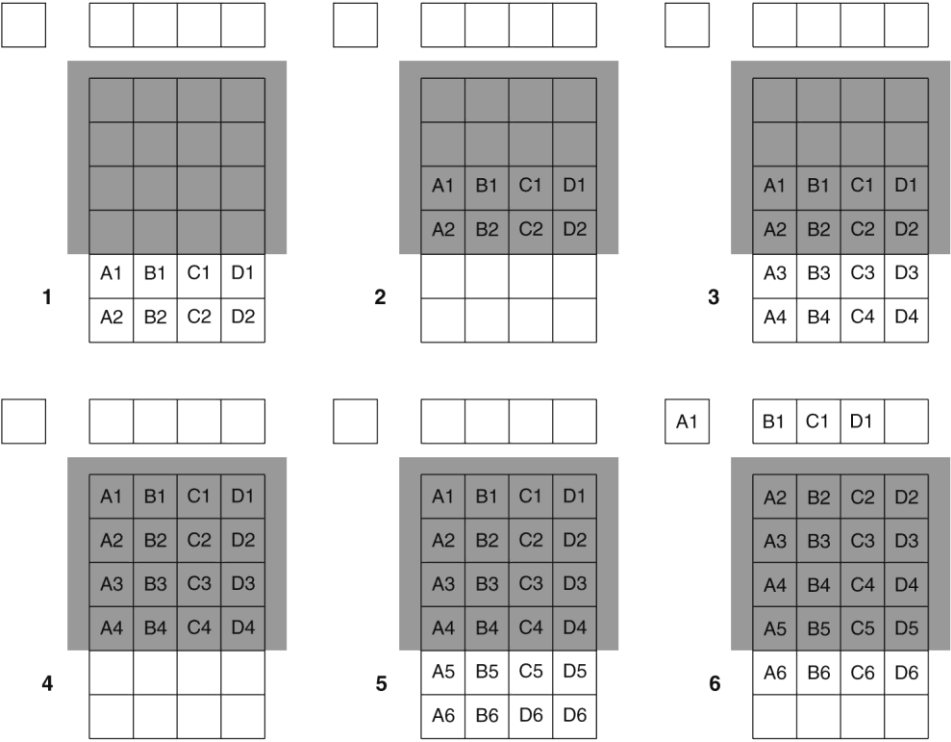 A1 B1 C1 D1
1
A2 B2 C2 D2
A1 B1 C1 D1
A2 B2 C2 D2
2
A1 B1 C1 D1
A2 B2 C2 D2
A3 B3 C3 D3
3
A4 B4 C4 D4
A1 B1 C1 D1
A2 B2 C2 D2
A3 B3 C3 D3
A4 B4 C4 D4
4
A1 B1 C1 D1
A2 B2 C2 D2
A3 B3 C3 D3
A4 B4 C4 D4
A5 B5 C5 D5
5
A6 B6 D6 D6
A1 B1 C1 D1
A2 B2 C2 D2
A3 B3 C3 D3
A4 B4 C4 D4
A5 B5 C5 D5
A6 B6 C6 D6
6